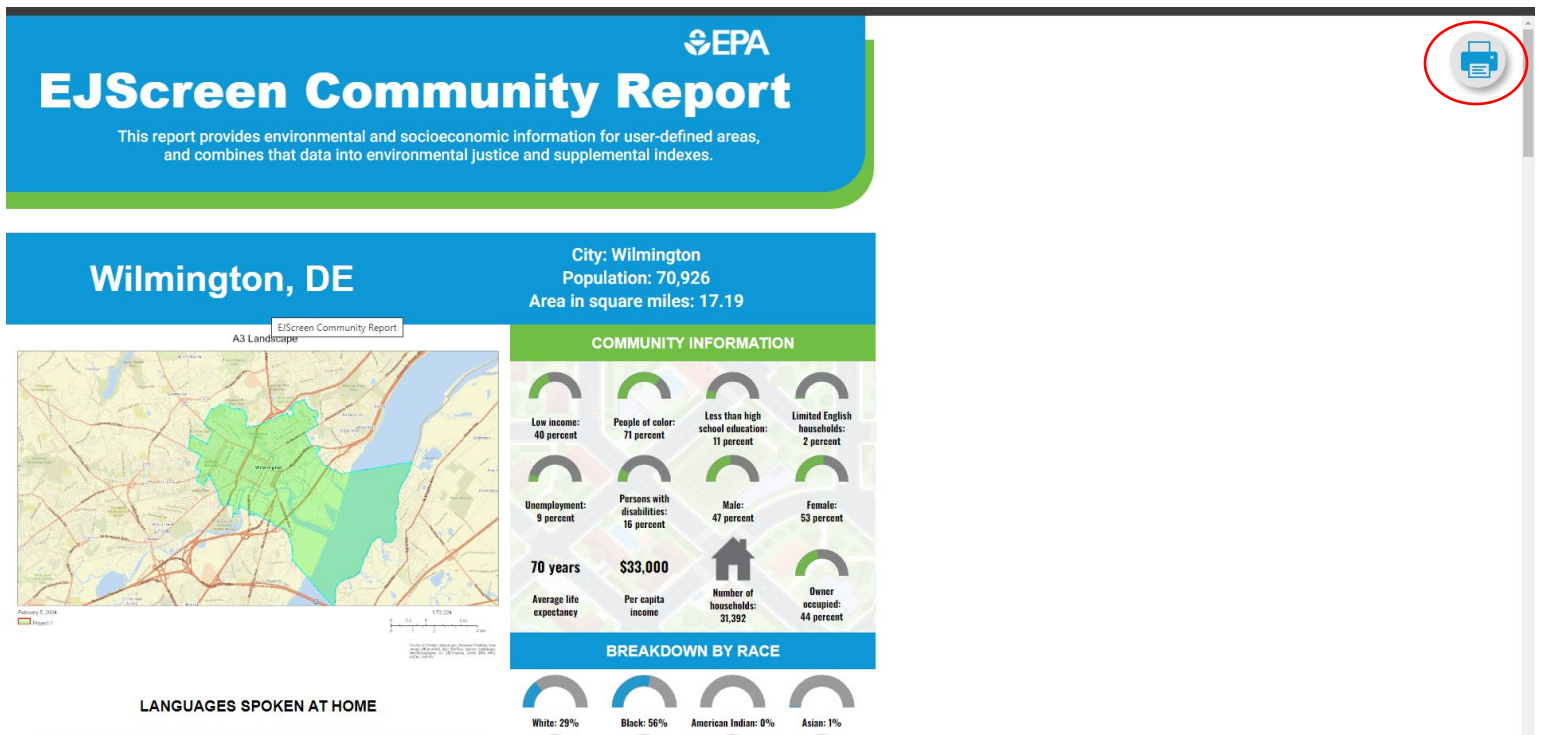 EPA
EJScreen Community Report
This report provides environmental and socioeconomic information for user-defined areas,
and combines that data into environmental justice and supplemental indexes.
Wilmington, DE
City: Wilmington
Population: 70,926
Area in square miles: 17.19
EJScreen Community Report
A3 Landscape
Wilmington
February 5, 2024
Project 1
1:72,224
COMMUNITY INFORMATION
Low income:
40 percent
People of color:
71 percent
Less than high
school education:
11 percent
Limited English
households:
2 percent
Unemployment:
9 percent
Persons with
disabilities:
16 percent
Male:
47 percent
Female:
53 percent
70 years
Average life
expectancy
$33,000
Per capita
income
Number of
households:
31,392
Owner
occupied:
44 percent
BREAKDOWN BY RACE
White: 29%
Black: 56%
American Indian: 0%
Asian: 1%
LANGUAGES SPOKEN AT HOME